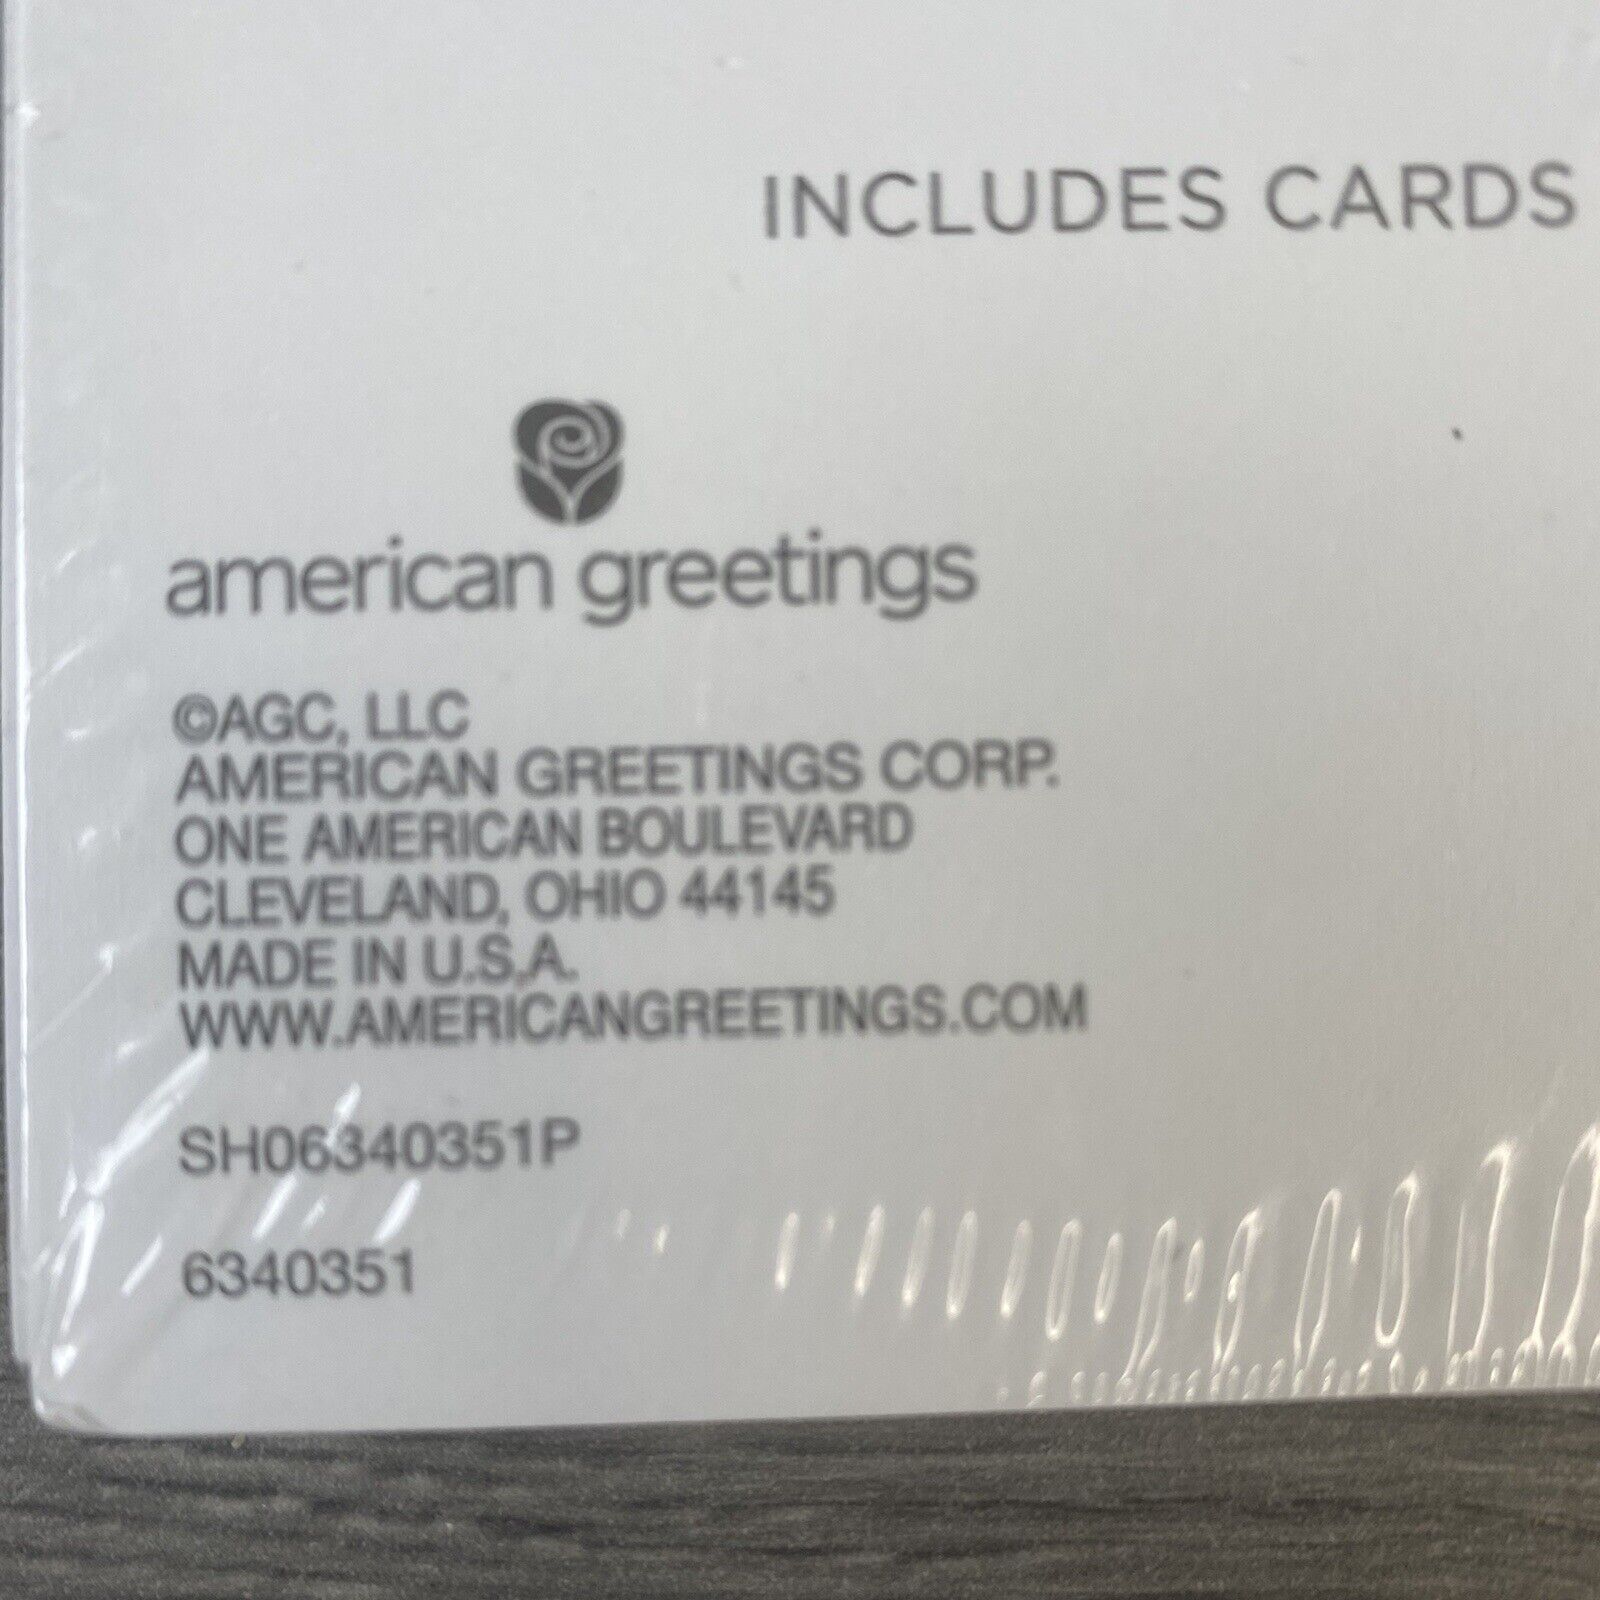 INCLUDES CARDS
american greetings
©AGC, LLC
AMERICAN GREETINGS CORP.
ONE AMERICAN BOULEVARD
CLEVELAND, OHIO 44145
MADE IN U.S.A.
WWW.AMERICANGREETINGS.COM
SH06340351P
6340351